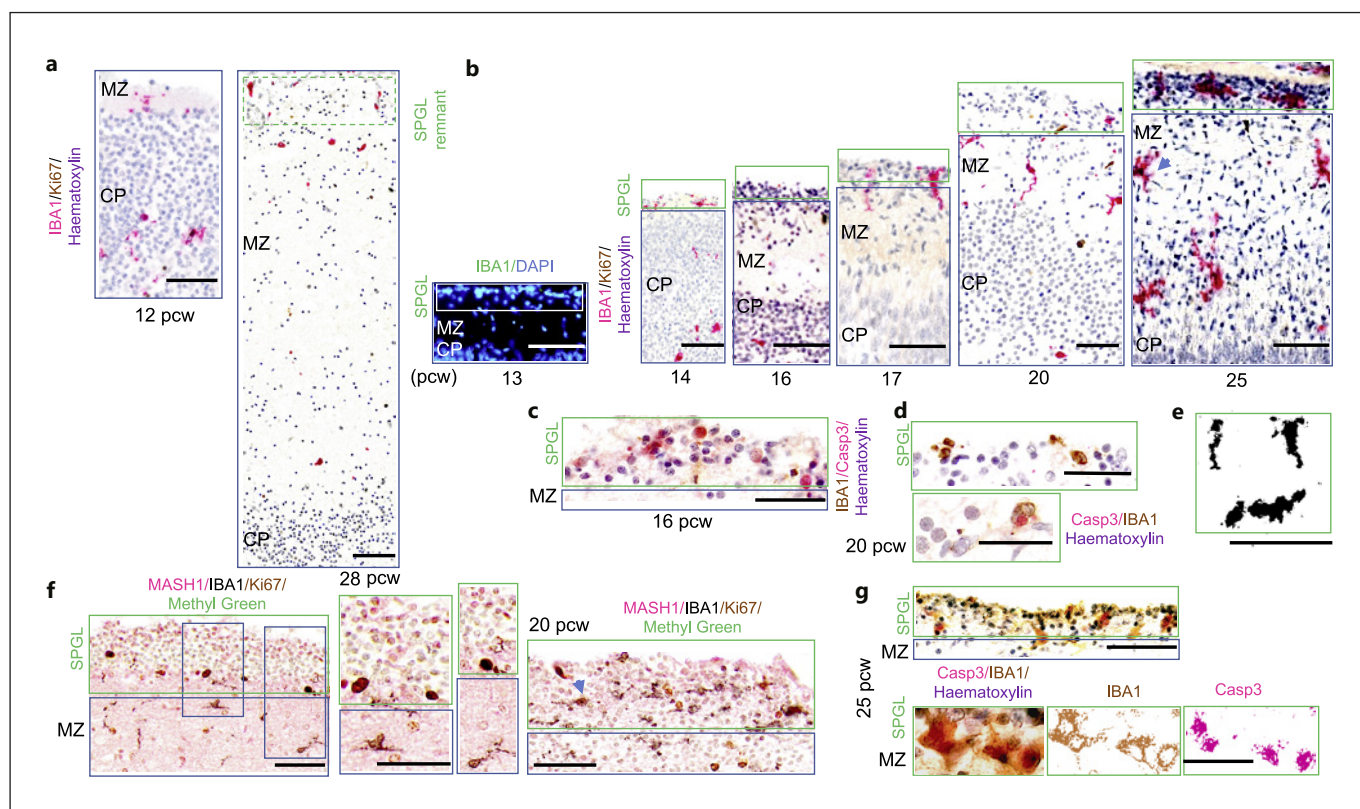 a
MZ
CP
IBA1/Ki67/
Haematoxylin
12 pcw
SPGL
remnant
MZ
CP
28 pcw
b
IBA1/DAPI
SPGL
MZ
CP
(pcw)
13
IBA1/Ki67/
Haematoxylin
SPGL
CP
14
MZ
CP
16
MZ
CP
17
MZ
CP
20
MZ
CP
25
c
SPGL
MZ
16 pcw
IBA1/Casp3/
Haematoxylin
d
SPGL
20 pcw
Casp3/IBA1
Haematoxylin
e
f
MASH1/IBA1/Ki67/
Methyl Green
SPGL
MZ
20 pcw
MASH1/IBA1/Ki67/
Methyl Green
g
SPGL
MZ
25 pcw
Casp3/IBA1/
Haematoxylin
IBA1
Casp3
SPGL
MZ